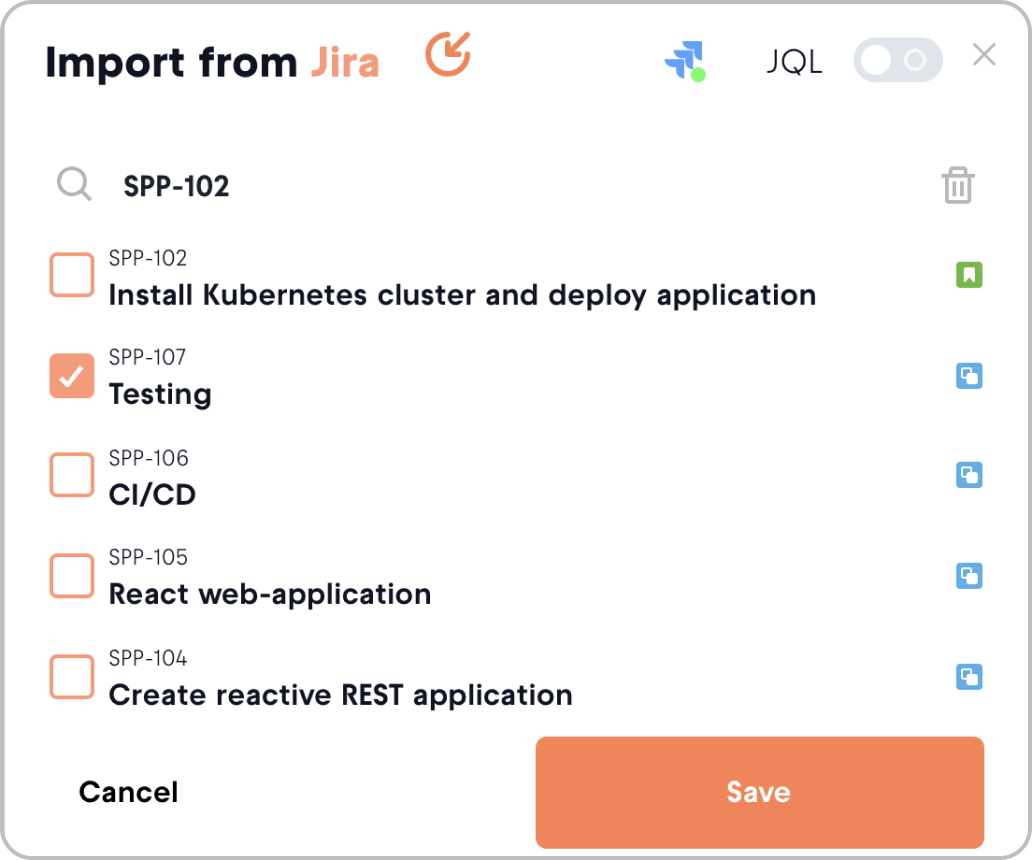 Import from Jira
JQL
SPP-102
SPP-102
Install Kubernetes cluster and deploy application
SPP-107
Testing
SPP-106
CI/CD
SPP-105
React web-application
SPP-104
Create reactive REST application
Cancel
Save